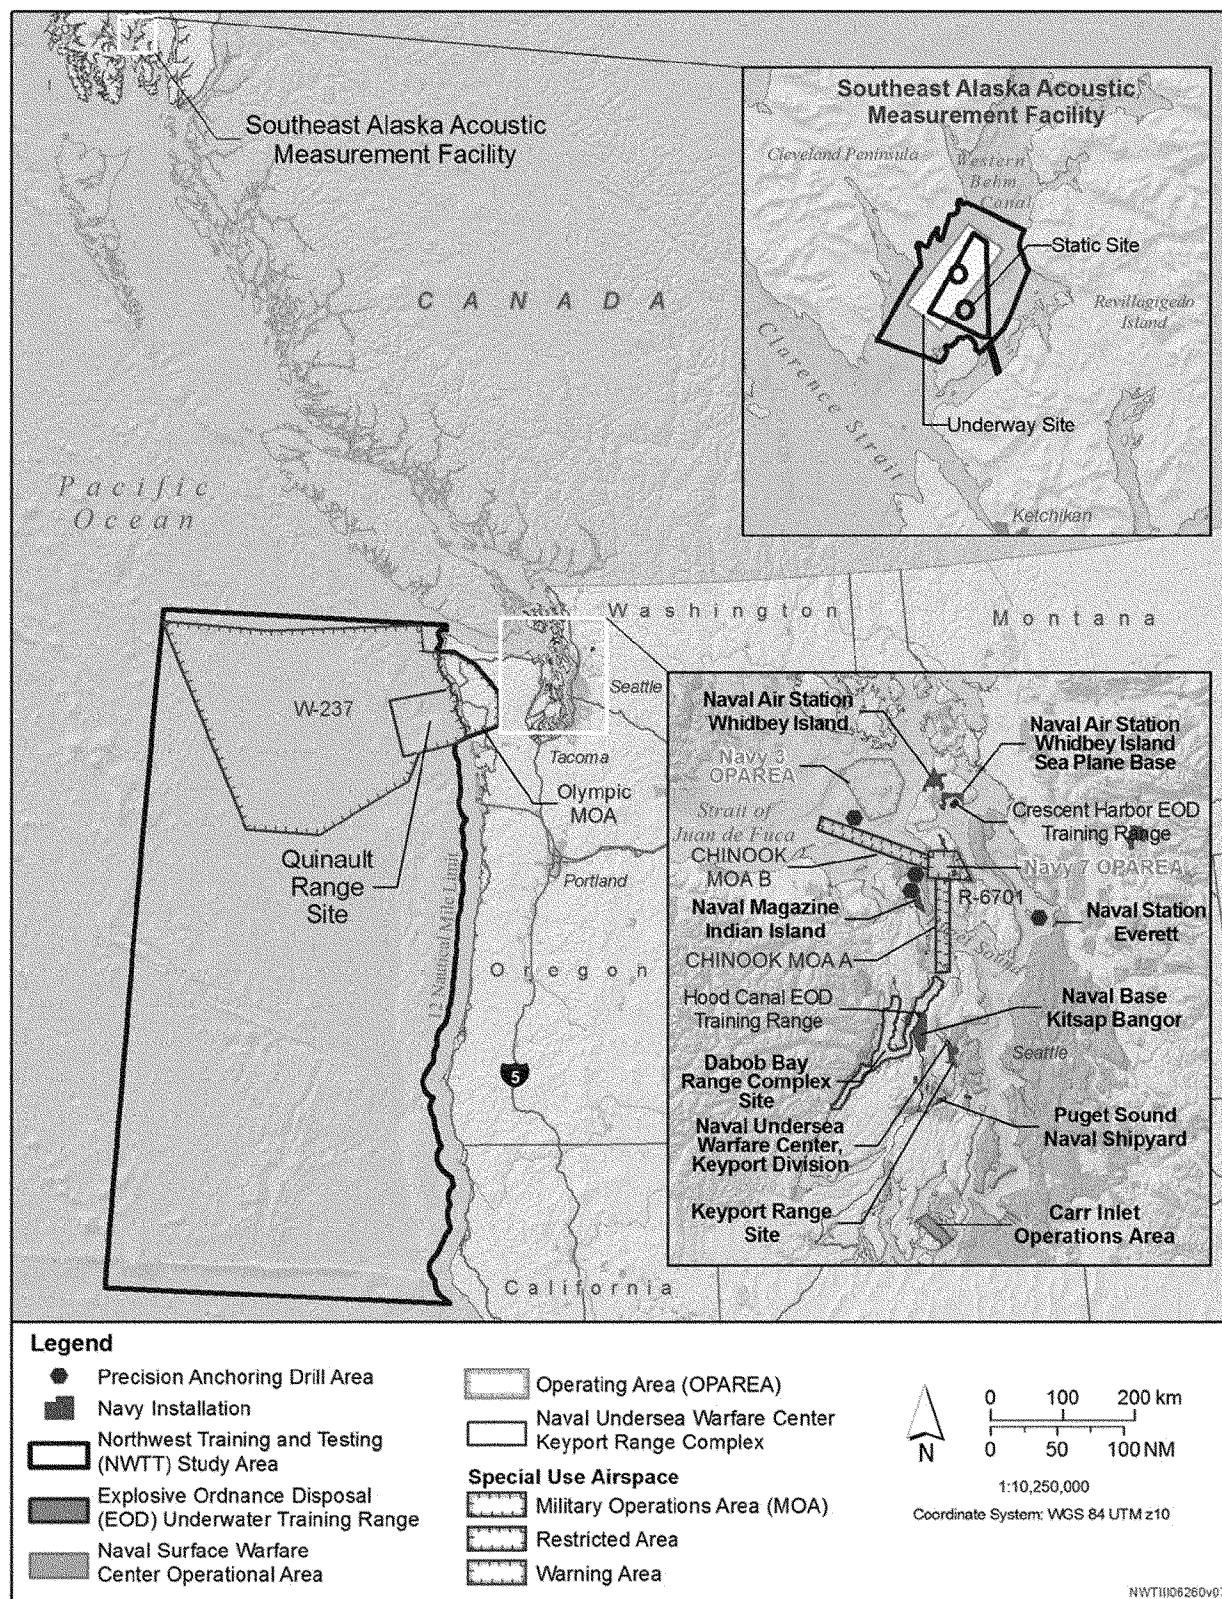 Southeast Alaska Acoustic
Measurement Facility
Southeast Alaska Acoustic
Measurement Facility
Cleveland Peninsula
Western
Behm
Canal
Static Site
Revillagigedo
Island
CANADA
Clarence Strait
Underway Site
Ketchikan
Pacific
Ocean
Washington
Montana
Seattle
W-237
Tacoma
Olympic
MOA
Quinault
Range
Site
Portland
Nautical Mile Limit
Oregon
5
California
Naval Air Station
Whidbey Island
Naval Air Station
Whidbey Island
Sea Plane Base
Navy 3
OPAREA
Strait of
Juan de Fuca
Crescent Harbor EOD
Training Range
CHINOOK
MOA B
Navy 7 OPAREA
R-6701
Naval Magazine
Indian Island
Naval Station
Everett
CHINOOK MOA A
Sound
Hood Canal EOD
Training Range
Naval Base
Kitsap Bangor
Seattle
Dabob Bay
Range Complex
Site
Puget Sound
Naval Shipyard
Naval Undersea
Warfare Center,
Keyport Division
Keyport Range
Site
Carr Inlet
Operations Area
Legend
Precision Anchoring Drill Area
Navy Installation
Northwest Training and Testing
(NWTT) Study Area
Explosive Ordnance Disposal
(EOD) Underwater Training Range
Naval Surface Warfare
Center Operational Area
Operating Area (OPAREA)
Naval Undersea Warfare Center
Keyport Range Complex
Special Use Airspace
Military Operations Area (MOA)
Restricted Area
Warning Area
N
0 100 200 km
0 50 100 NM
1:10,250,000
Coordinate System: WGS 84 UTM z10